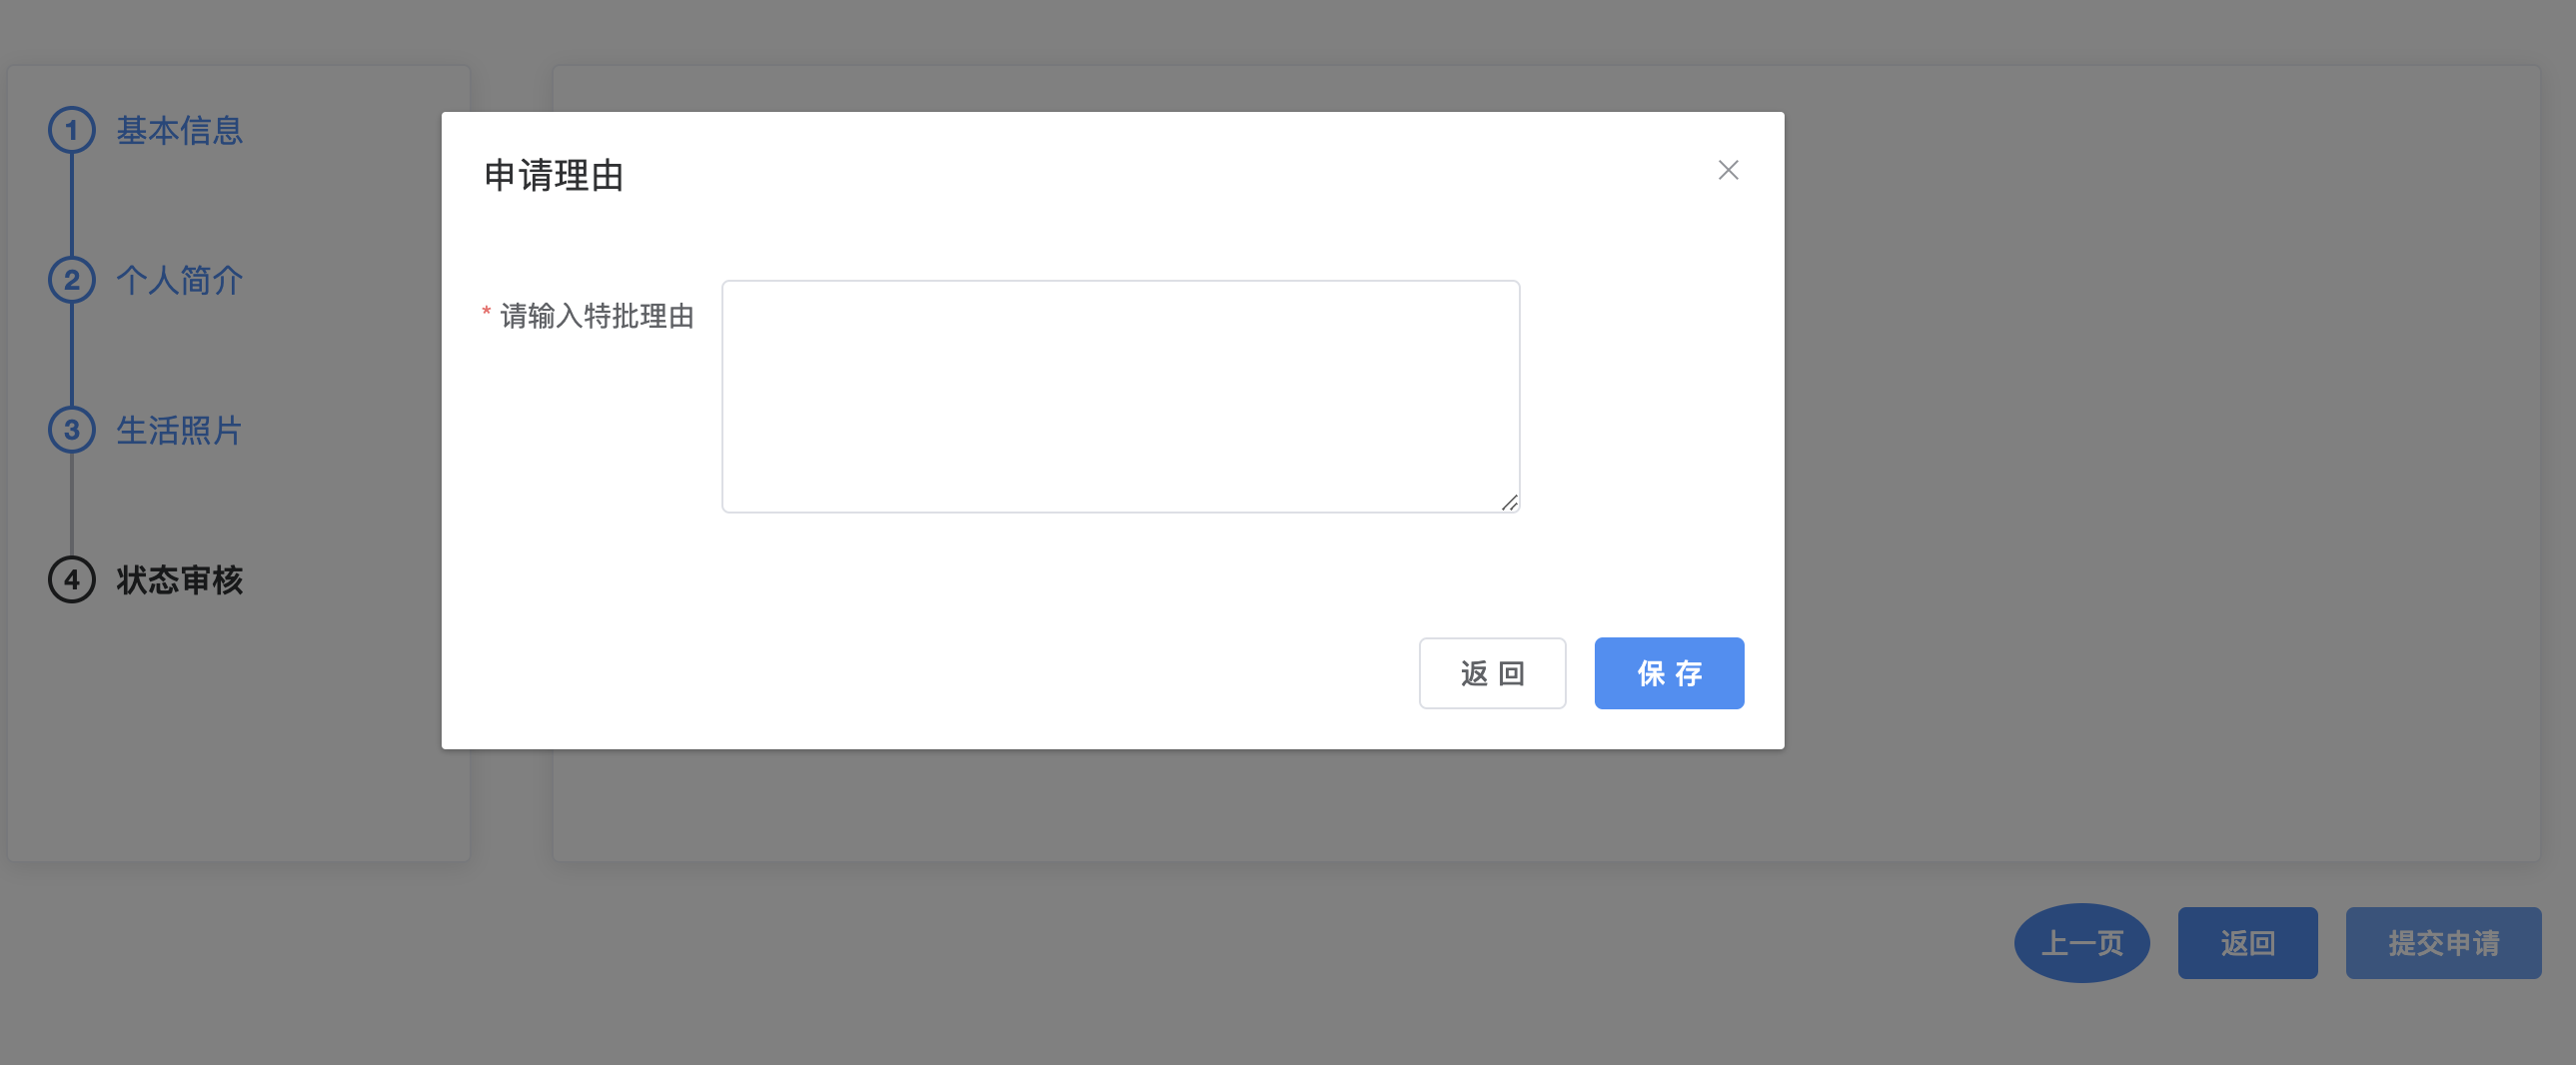 1 基本信息
2 个人简介
3 生活照片
4 状态审核
申请理由
* 请输入特批理由
返 回
保 存
上一页
返回
提交申请